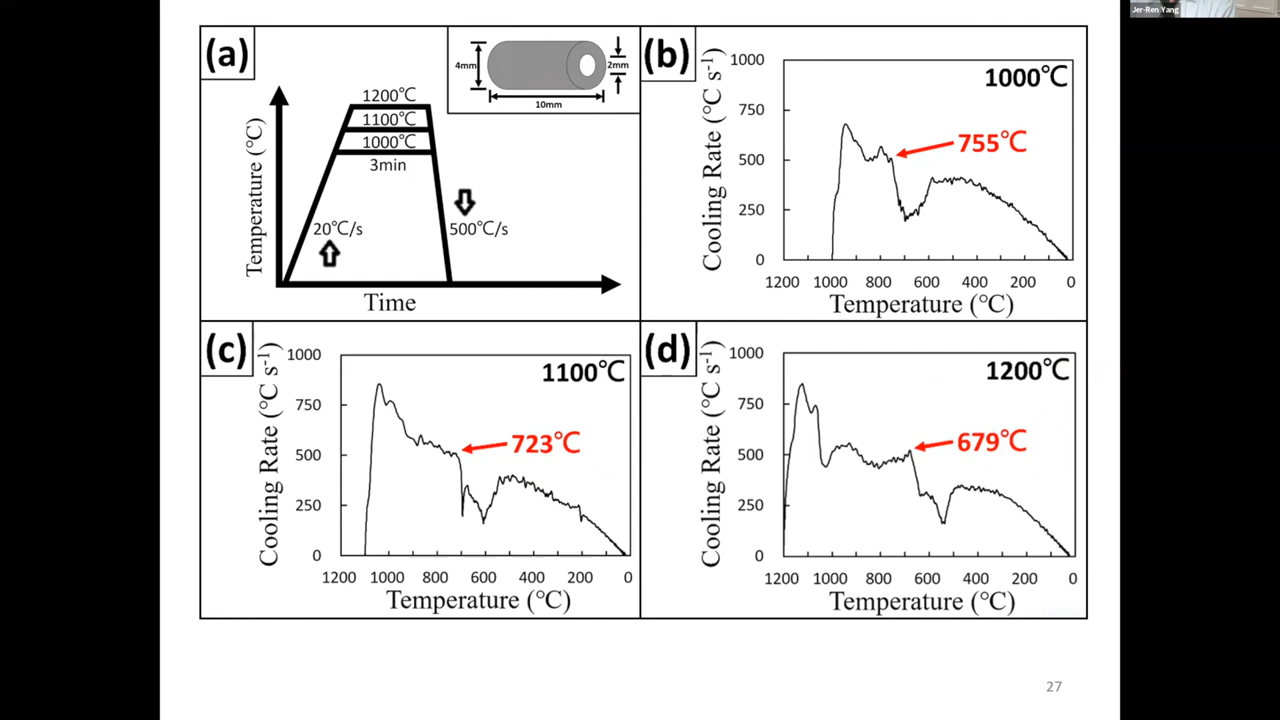 Jer-Ren Yang
(a)
4mm
2mm
10mm
1200℃
1100℃
1000℃
3min
20℃/s
500℃/s
Temperature (℃)
Time
(b)
1000℃
755℃
Cooling Rate (℃ s-1)
1000
750
500
250
0
1200 1000 800 600 400 200 0
Temperature (℃)
(c)
1100℃
723℃
Cooling Rate (℃ s-1)
1000
750
500
250
0
1200 1000 800 600 400 200 0
Temperature (℃)
(d)
1200℃
679℃
Cooling Rate (℃ s-1)
1000
750
500
250
0
1200 1000 800 600 400 200 0
Temperature (℃)
27